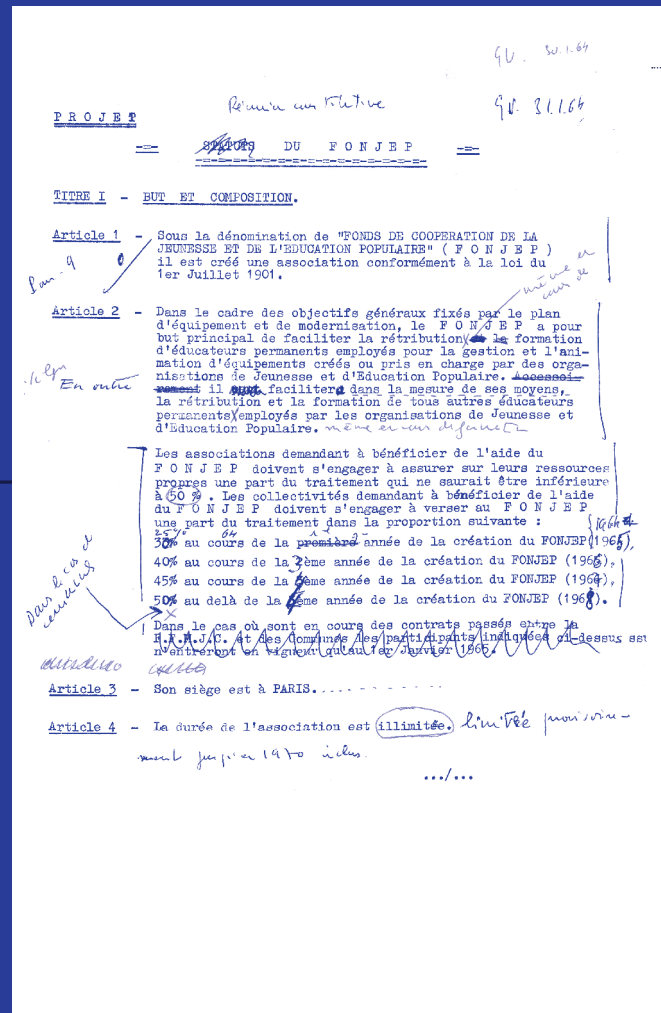 GV. 30.1.64
GV. 31.1.64
P R O J E T
Réunion constitutive
STATUTS DU F O N J E P
TITRE I - BUT ET COMPOSITION.
Article 1 - Sous la dénomination de "FONDS DE COOPERATION DE LA
JEUNESSE ET DE L'EDUCATION POPULAIRE" ( F O N J E P )
il est créé une association conformément à la loi du
1er Juillet 1901.
même en
cours de
Article 2 - Dans le cadre des objectifs généraux fixés par le plan
d'équipement et de modernisation, le F O N J E P a pour
but principal de faciliter la rétribution la formation
d'éducateurs permanents employés pour la gestion et l'ani-
mation d'équipements créés ou pris en charge par des orga-
nisations de Jeunesse et d'Education Populaire. Accessoi-
En outre
rement il facilitera dans la mesure de ses moyens,
la rétribution et la formation de tous autres éducateurs
permanents employés par les organisations de Jeunesse et
d'Education Populaire. même en cours de formation
Les associations demandant à bénéficier de l'aide du
F O N J E P doivent s'engager à assurer sur leurs ressources
propres une part du traitement qui ne saurait être inférieure
à 50 % . Les collectivités demandant à bénéficier de l'aide
du F O N J E P doivent s'engager à verser au F O N J E P
une part du traitement dans la proportion suivante :
30% au cours de la première année de la création du FONJEP (1965),
40% au cours de la 3ème année de la création du FONJEP (1966),
45% au cours de la année de la création du FONJEP (1967),
50% au delà de la année de la création du FONJEP (1968).
Dans le cas où sont en cours des contrats passés entre la
F.F.M.J.C. et des Communes les participants indiquées ci-dessus
n'entreront en vigueur qu'au 1er Janvier 1965.
Dans le cas de
Article 3 - Son siège est à PARIS.
Article 4 - La durée de l'association est illimitée. limitée provisoire-
ment jusqu'en 1970 inclus.
.../...